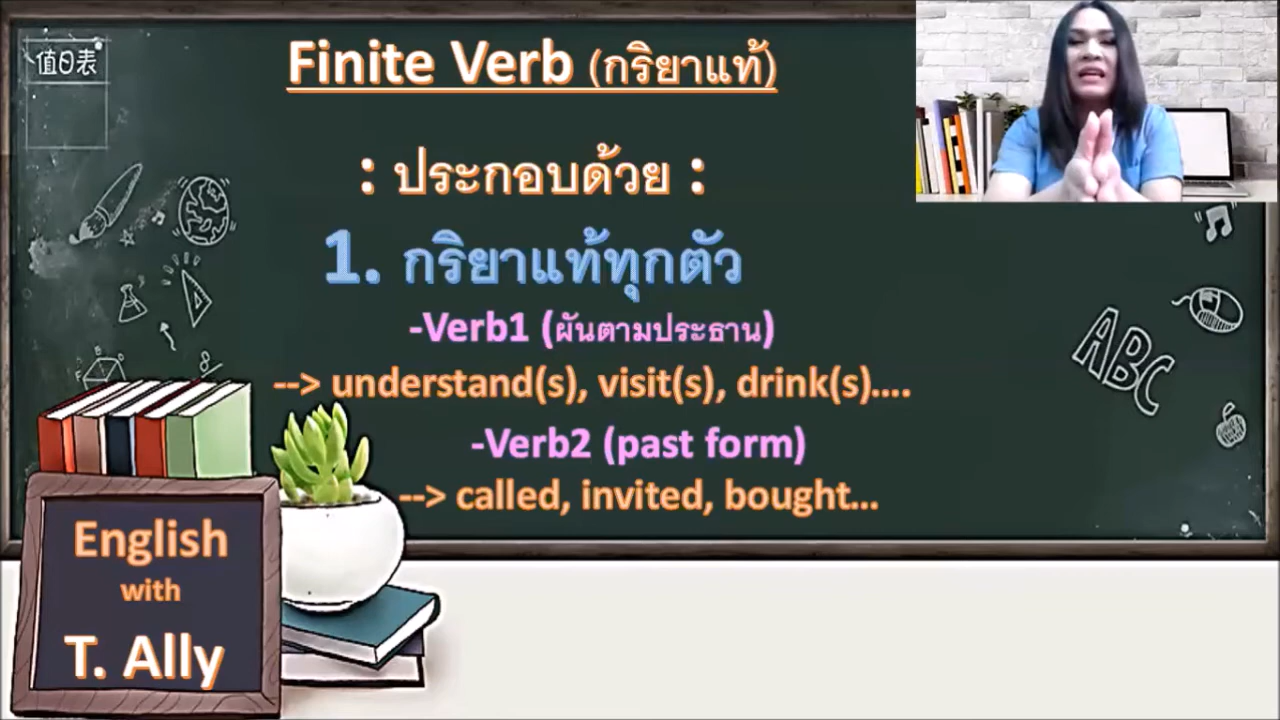 值日表
Finite Verb (กริยาแท้)
: ประกอบด้วย :
1. กริยาแท้ทุกตัว
-Verb1 (ผันตามประธาน)
--> understand(s), visit(s), drink(s)....
-Verb2 (past form)
--> called, invited, bought...
ABC
English
with
T. Ally